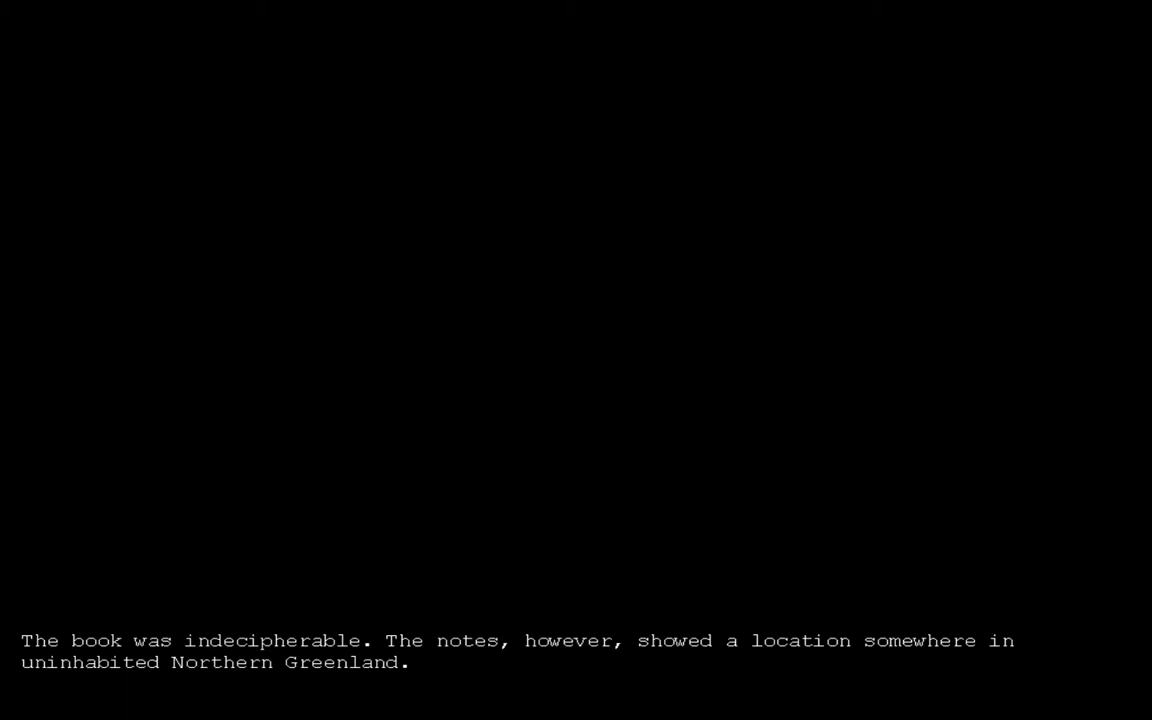 The book was indecipherable. The notes, however, showed a location somewhere in
uninhabited Northern Greenland.